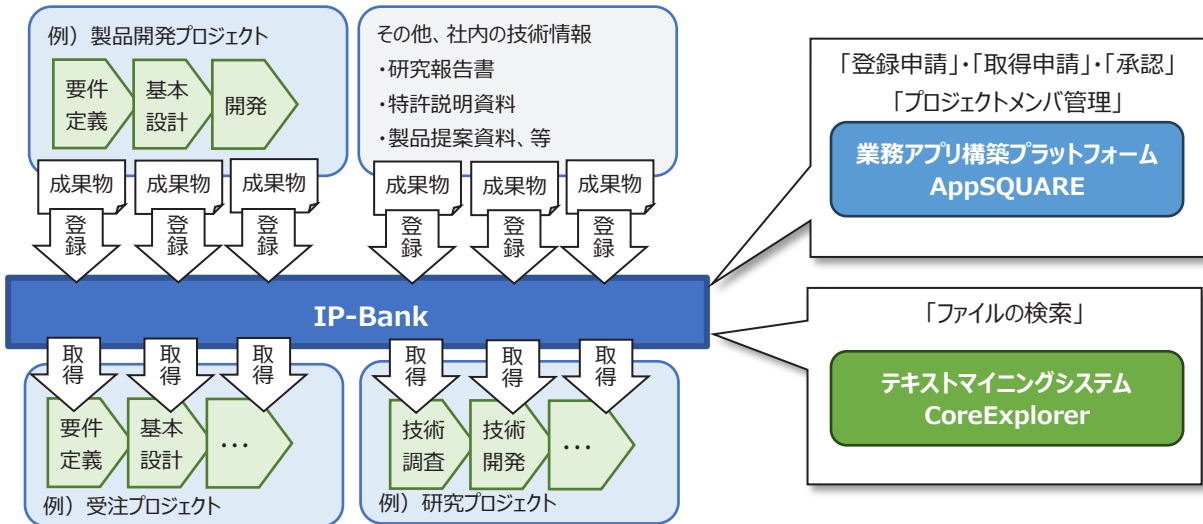 例）製品開発プロジェクト
要件
定義
基本
設計
開発
その他、社内の技術情報
・研究報告書
・特許説明資料
・製品提案資料、等
成果物
成果物
成果物
成果物
成果物
成果物
登録
登録
登録
登録
登録
登録
IP-Bank
取得
取得
取得
取得
取得
取得
要件
定義
基本
設計
…
例）受注プロジェクト
技術
調査
技術
開発
…
例）研究プロジェクト
「登録申請」・「取得申請」・「承認」
「プロジェクトメンバ管理」
業務アプリ構築プラットフォーム
AppSQUARE
「ファイルの検索」
テキストマイニングシステム
CoreExplorer